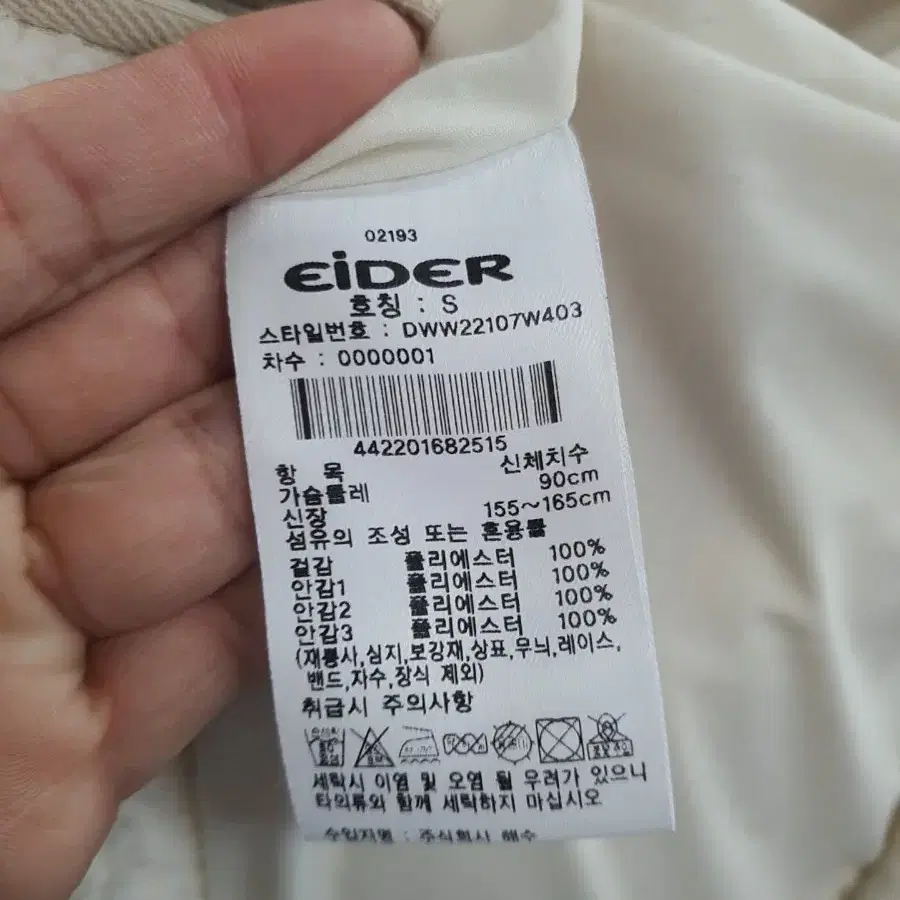 02193
EiDER
호칭 : S
스타일번호 : DWW22107W403
차수 : 0000001
442201682515
항 목 신체치수
가슴둘레 90cm
신장 155~165cm
섬유의 조성 또는 혼용률
겉감 폴리에스터 100%
안감1 폴리에스터 100%
안감2 폴리에스터 100%
안감3 폴리에스터 100%
(재봉사,심지,보강재,상표,무늬,레이스,
밴드,자수,장식 제외)
취급시 주의사항
세탁시 이염 및 오염 될 우려가 있으니
타의류와 함께 세탁하지 마십시오
주식회사